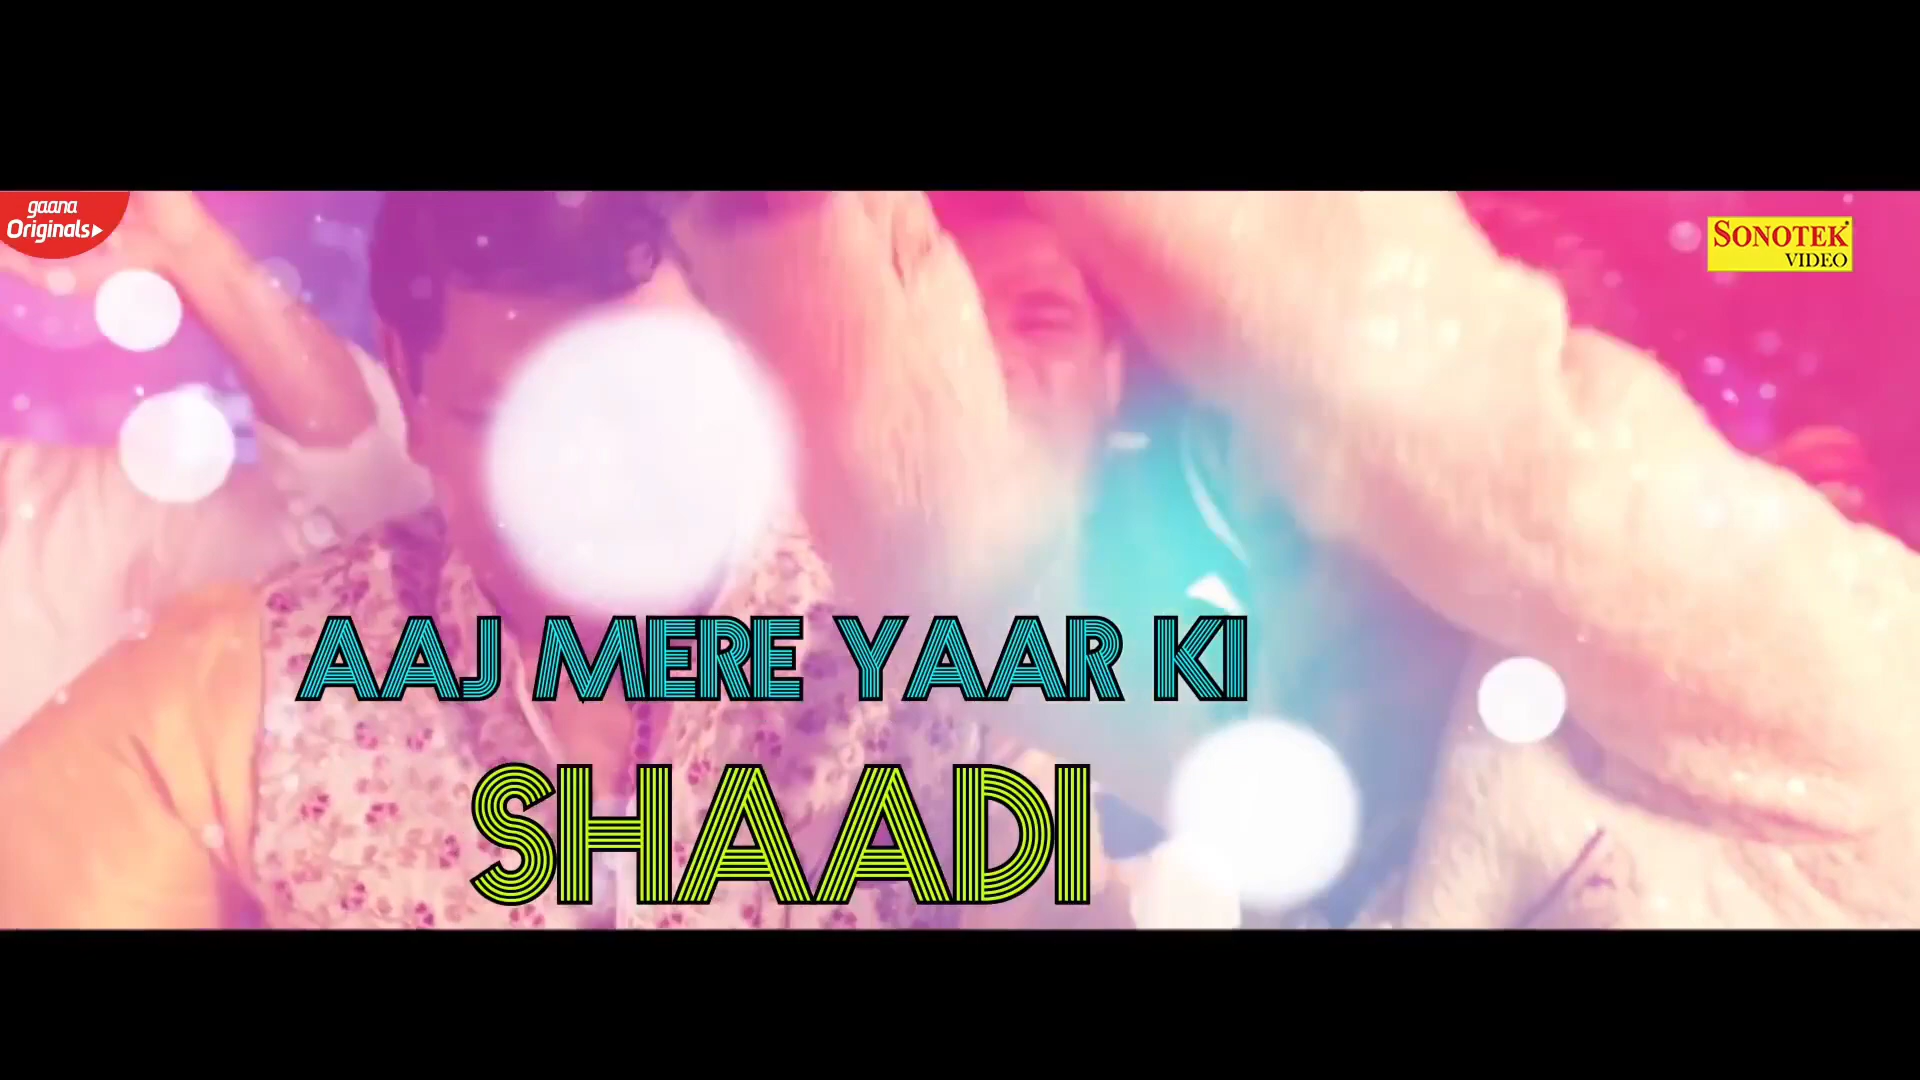 gaana
Originals
SONOTEK
VIDEO
AAJ MERE YAAR KI
SHAADI